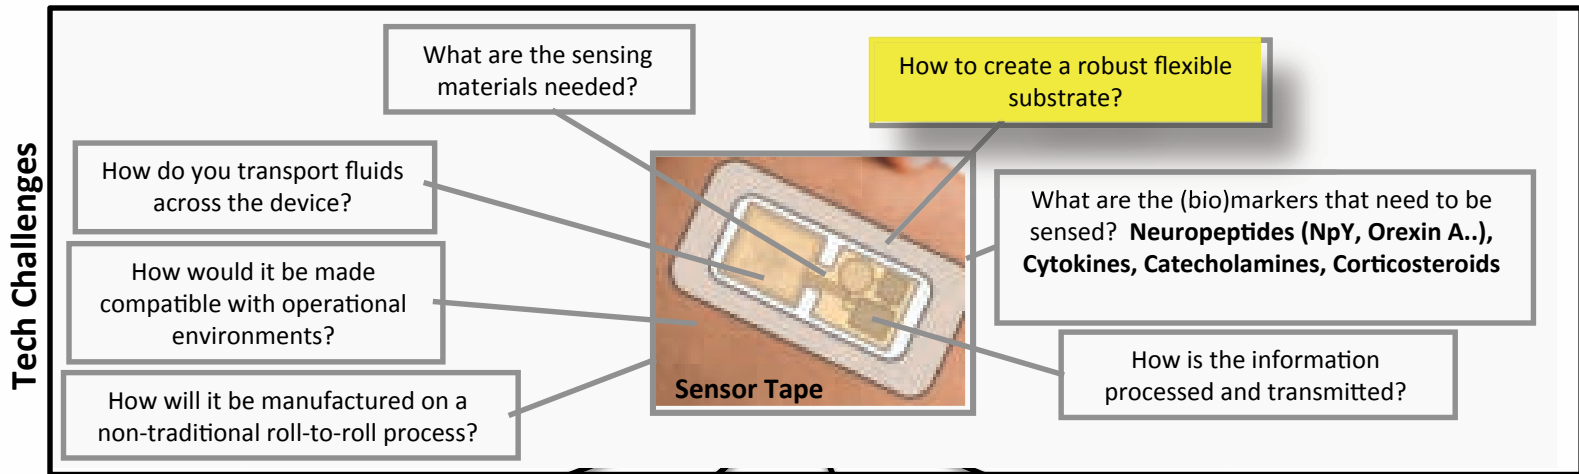 Tech Challenges
What are the sensing
materials needed?
How to create a robust flexible
substrate?
How do you transport fluids
across the device?
What are the (bio)markers that need to be
sensed? Neuropeptides (NpY, Orexin A..),
Cytokines, Catecholamines, Corticosteroids
How would it be made
compatible with operational
environments?
How is the information
processed and transmitted?
How will it be manufactured on a
non-traditional roll-to-roll process?
Sensor Tape